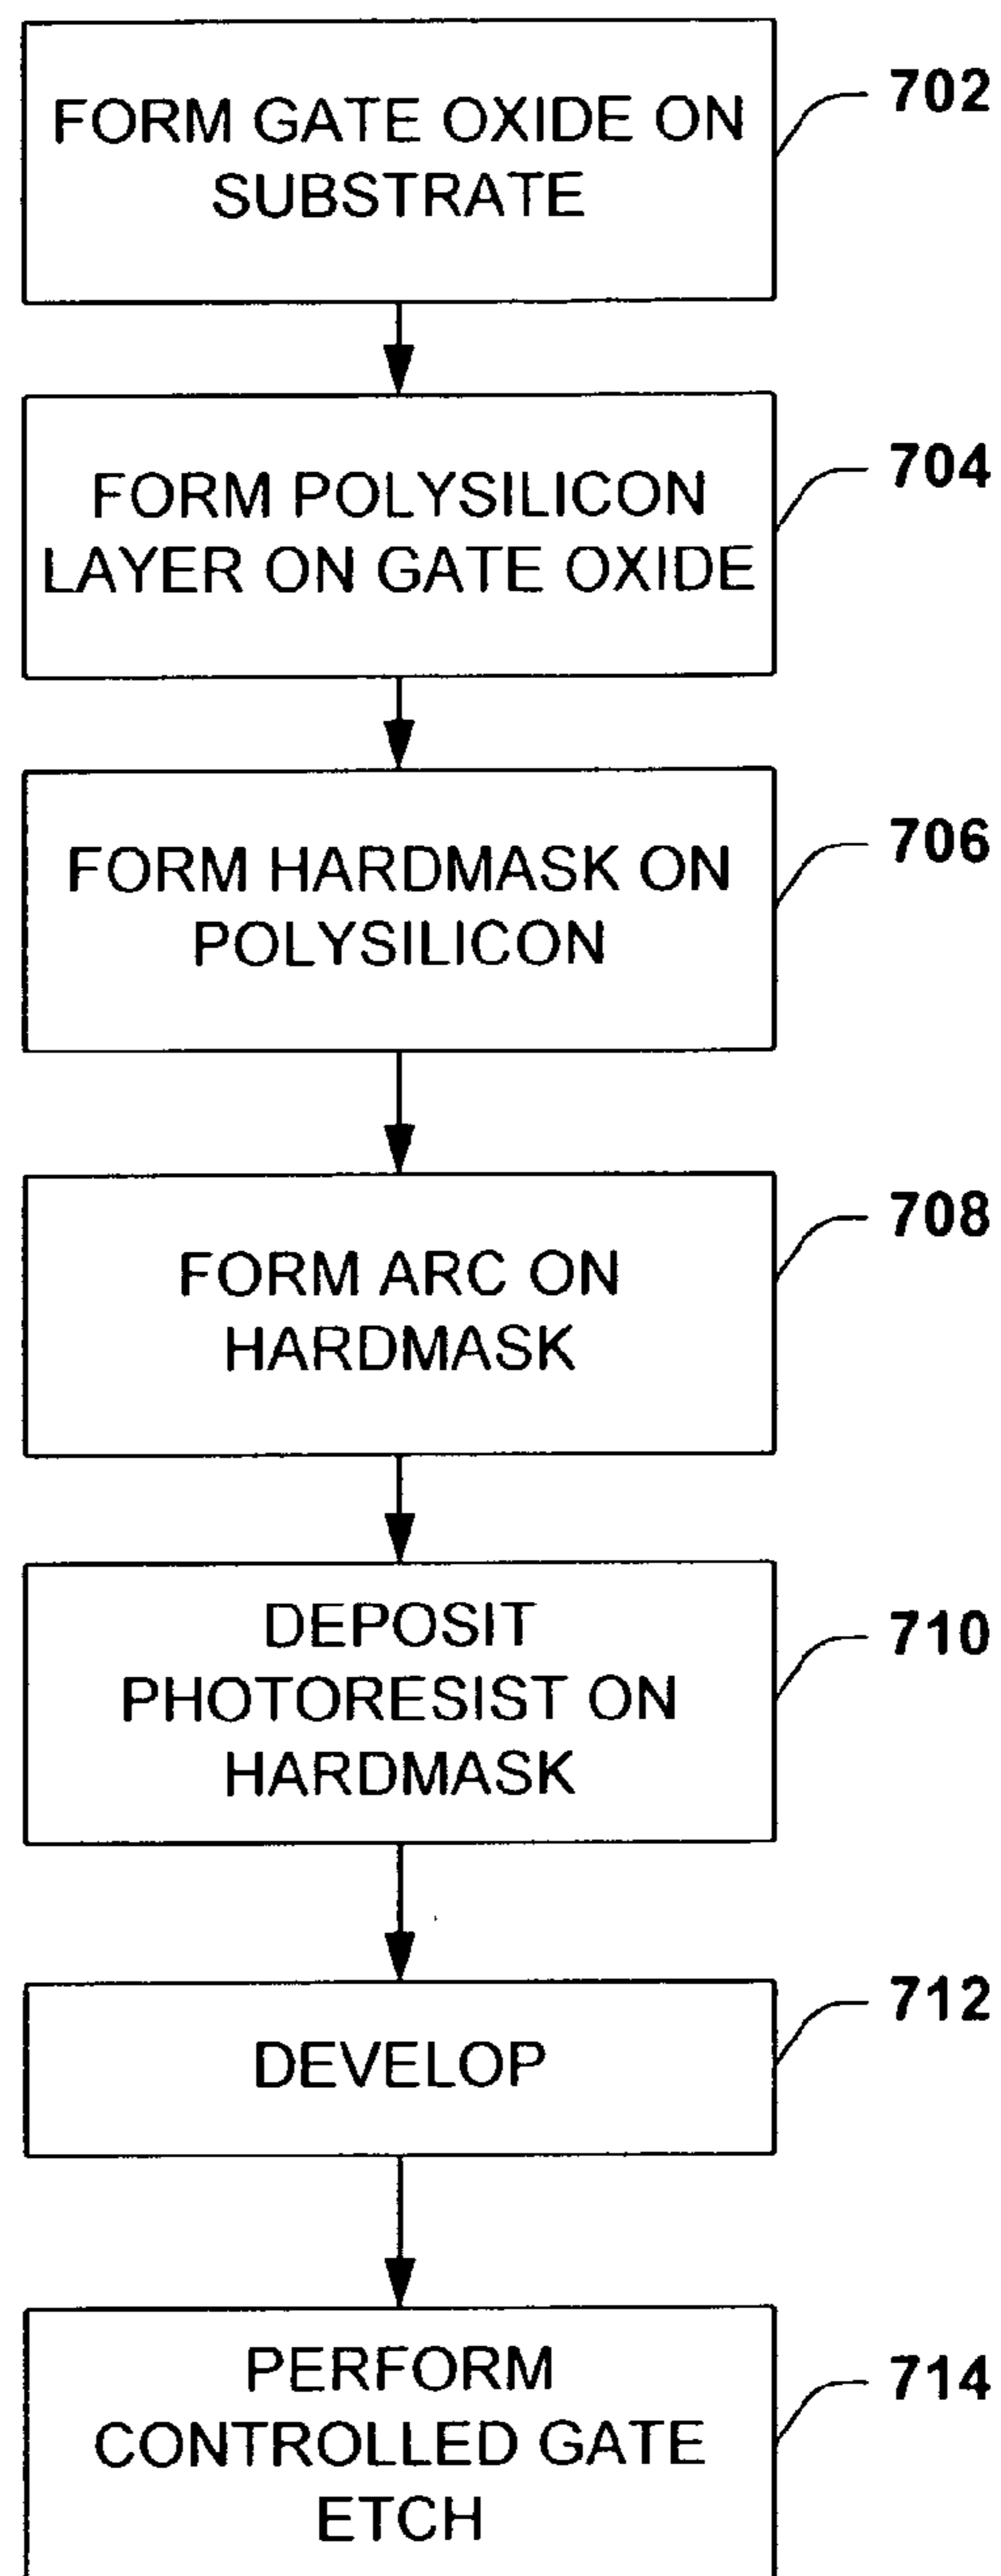 FORM GATE OXIDE ON
SUBSTRATE
702
FORM POLYSILICON
LAYER ON GATE OXIDE
704
FORM HARDMASK ON
POLYSILICON
706
FORM ARC ON
HARDMASK
708
DEPOSIT
PHOTORESIST ON
HARDMASK
710
DEVELOP
712
PERFORM
CONTROLLED GATE
ETCH
714